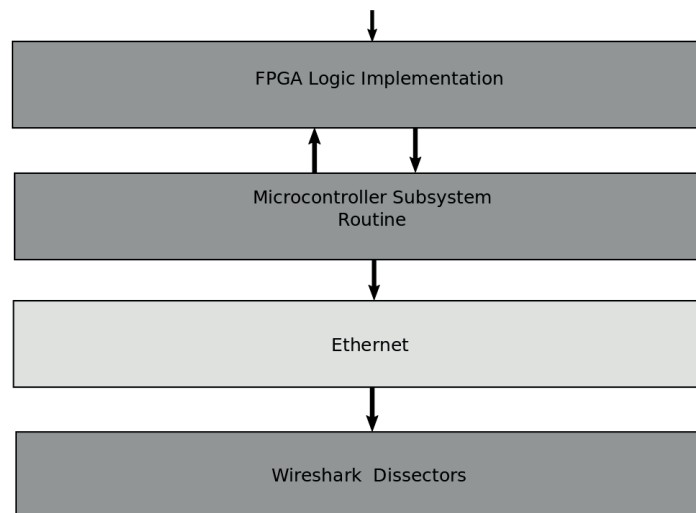 FPGA Logic Implementation
Microcontroller Subsystem
Routine
Ethernet
Wireshark Dissectors